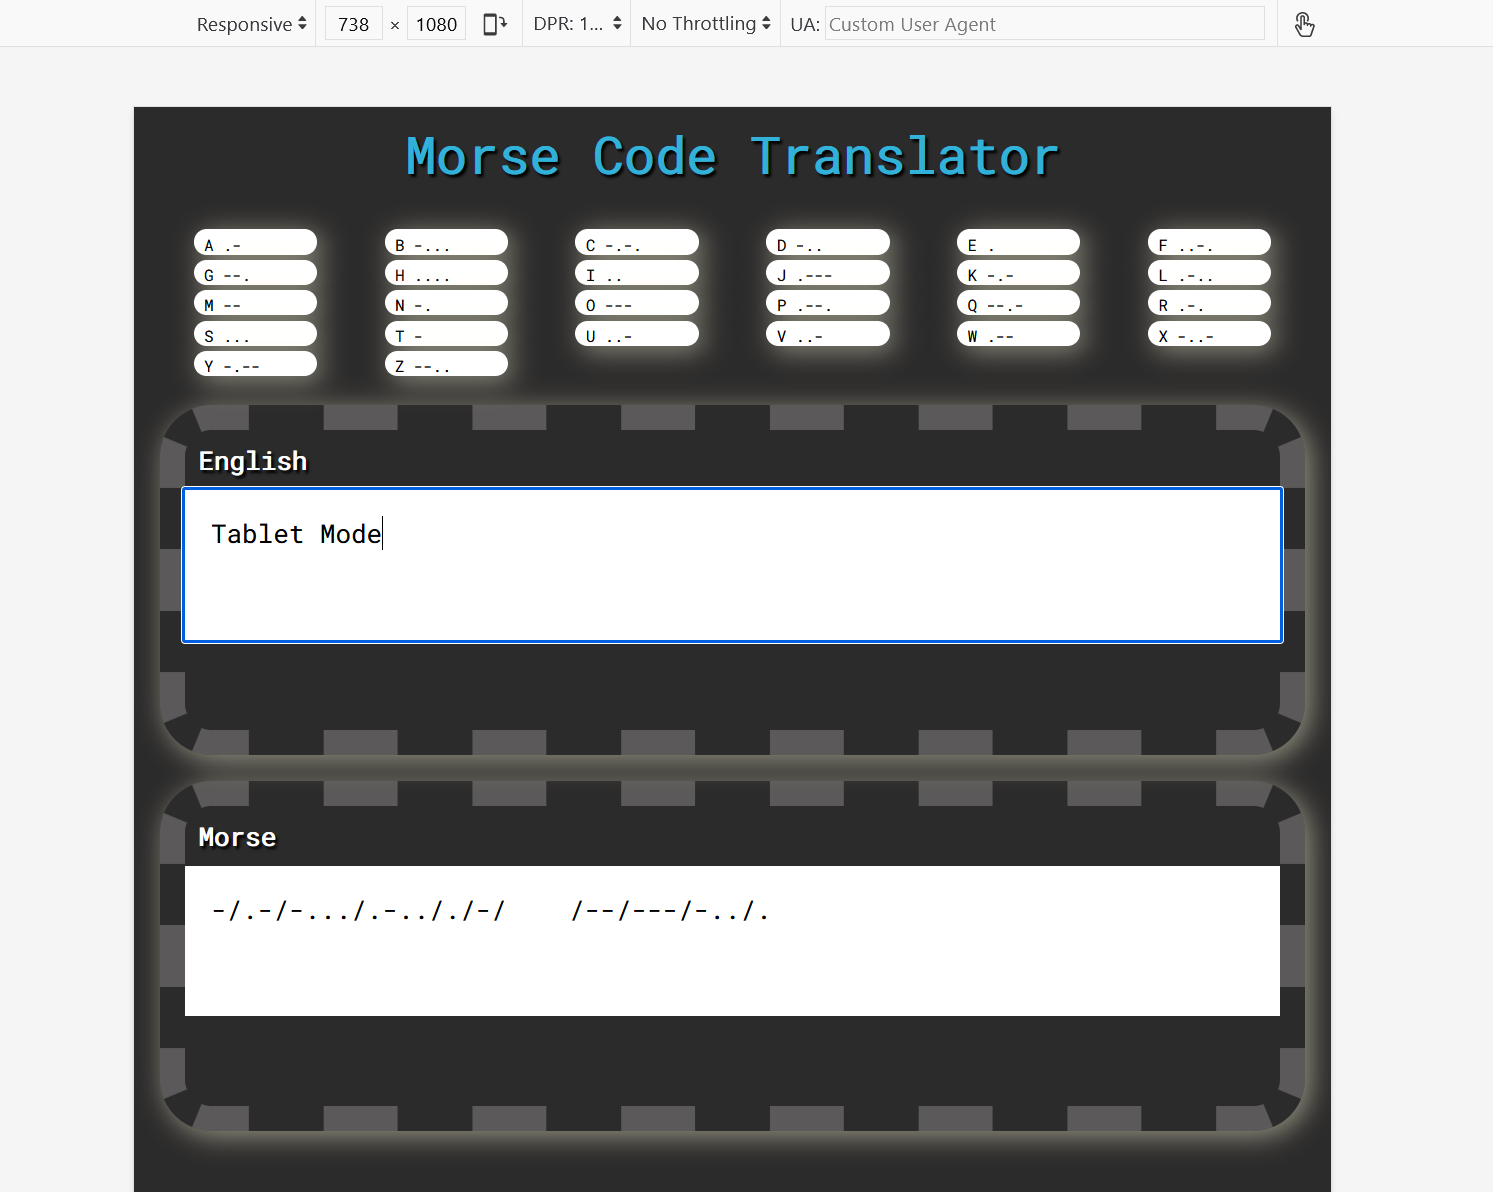 Responsive 738 × 1080 DPR: 1... No Throttling UA: Custom User Agent
Morse Code Translator
A .- B -... C -.-. D -.. E . F ..-.
G --. H .... I .. J .--- K -.- L .-..
M -- N -. O --- P .--. Q --.- R .-.
S ... T - U ..- V ..- W .-- X -..-
Y -.-- Z --..
English
Tablet Mode
Morse
-/.-/-.../.-.././-/    /--/---/-../.